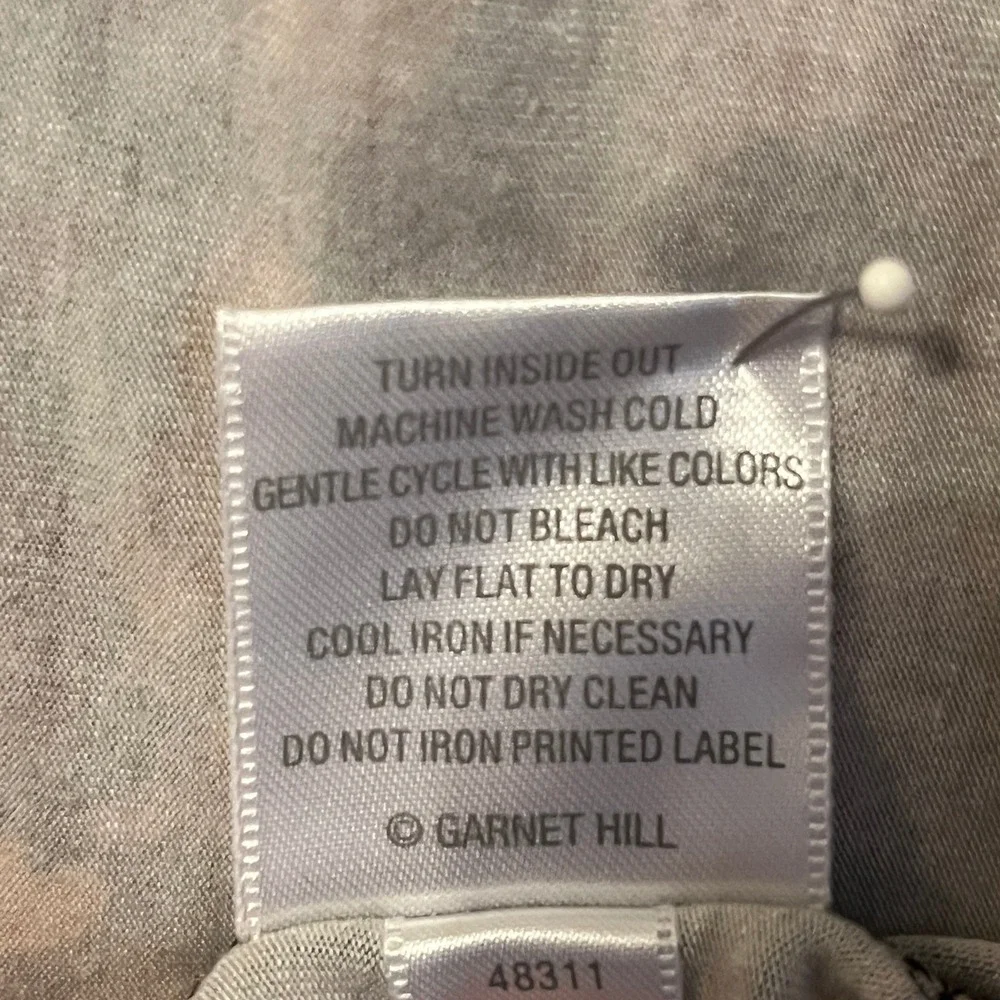 TURN INSIDE OUT
MACHINE WASH COLD
GENTLE CYCLE WITH LIKE COLORS
DO NOT BLEACH
LAY FLAT TO DRY
COOL IRON IF NECESSARY
DO NOT DRY CLEAN
DO NOT IRON PRINTED LABEL
© GARNET HILL
48311